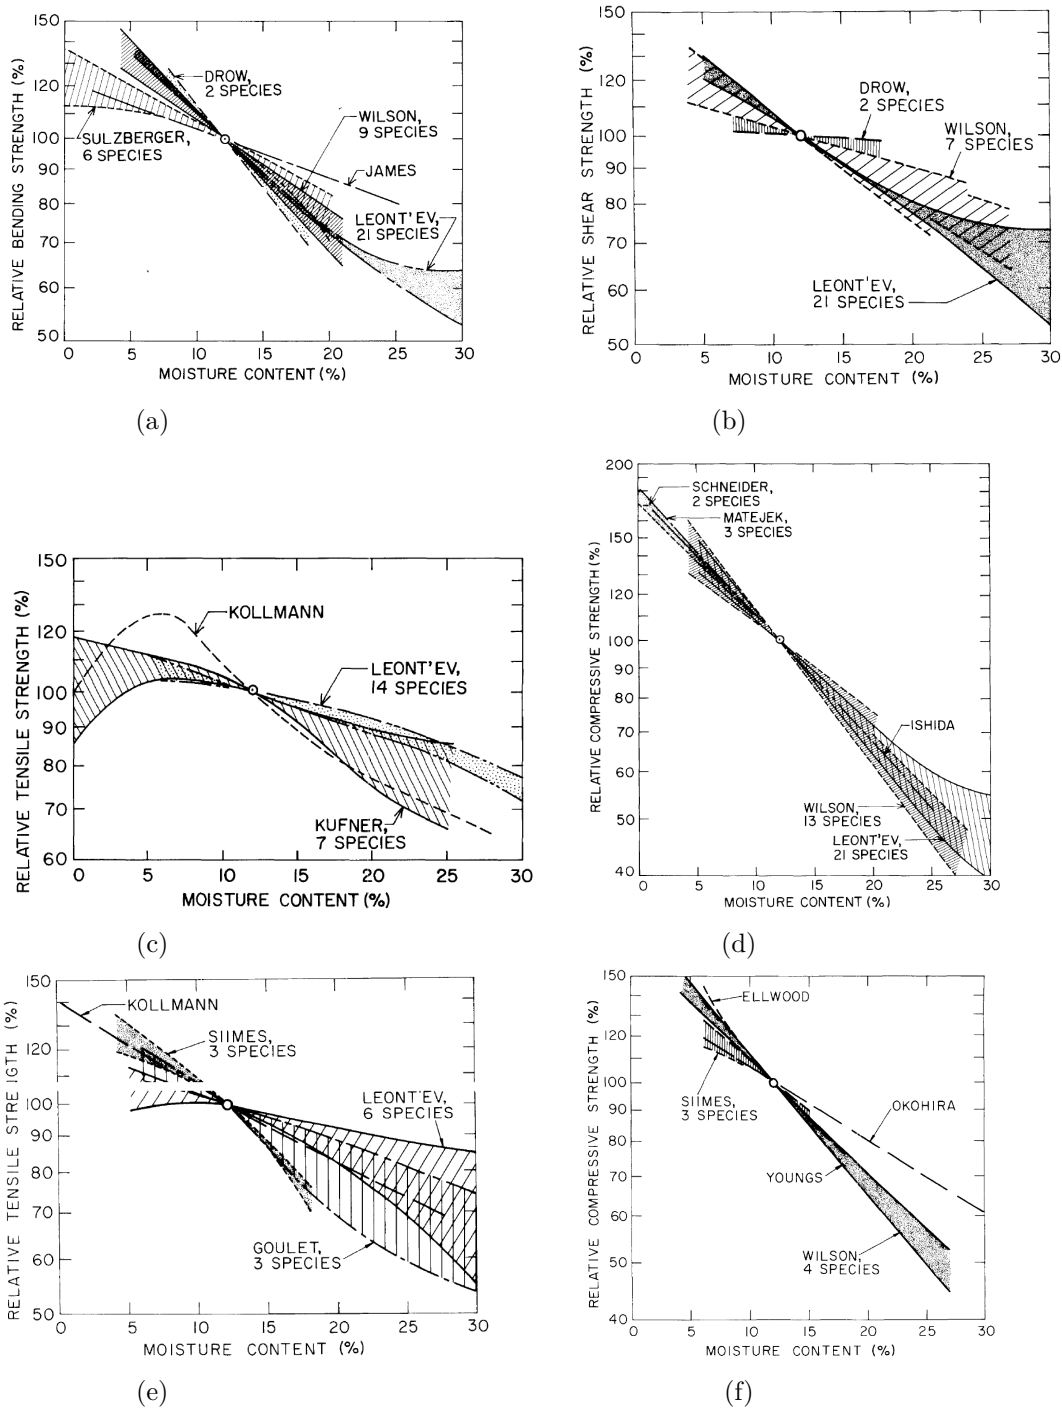 150
120
100
90
80
70
60
50
RELATIVE BENDING STRENGTH (%)
DROW,
2 SPECIES
WILSON,
9 SPECIES
SULZBERGER,
6 SPECIES
JAMES
LEONT'EV,
21 SPECIES
0 5 10 15 20 25 30
MOISTURE CONTENT (%)
(a)
150
120
100
90
80
70
60
50
RELATIVE SHEAR STRENGTH (%)
DROW,
2 SPECIES
WILSON,
7 SPECIES
LEONT'EV,
21 SPECIES
0 5 10 15 20 25 30
MOISTURE CONTENT (%)
(b)
150
120
100
90
80
70
60
RELATIVE TENSILE STRENGTH (%)
KOLLMANN
LEONT'EV,
14 SPECIES
KUFNER,
7 SPECIES
0 5 10 15 20 25 30
MOISTURE CONTENT (%)
(c)
200
170
150
130
120
100
90
80
70
60
50
40
RELATIVE COMPRESSIVE STRENGTH (%)
SCHNEIDER,
2 SPECIES
MATEJEK,
3 SPECIES
ISHIDA
WILSON,
13 SPECIES
LEONT'EV,
21 SPECIES
0 5 10 15 20 25 30
MOISTURE CONTENT (%)
(d)
150
120
100
90
80
70
60
50
RELATIVE TENSILE STRE IGTH (%)
KOLLMANN
SIIMES,
3 SPECIES
LEONT'EV,
6 SPECIES
GOULET,
3 SPECIES
0 5 10 15 20 25 30
MOISTURE CONTENT (%)
(e)
150
120
100
90
80
70
60
50
40
RELATIVE COMPRESSIVE STRENGTH (%)
ELLWOOD
SIIMES,
3 SPECIES
OKOHIRA
YOUNGS
WILSON,
4 SPECIES
0 5 10 15 20 25 30
MOISTURE CONTENT (%)
(f)